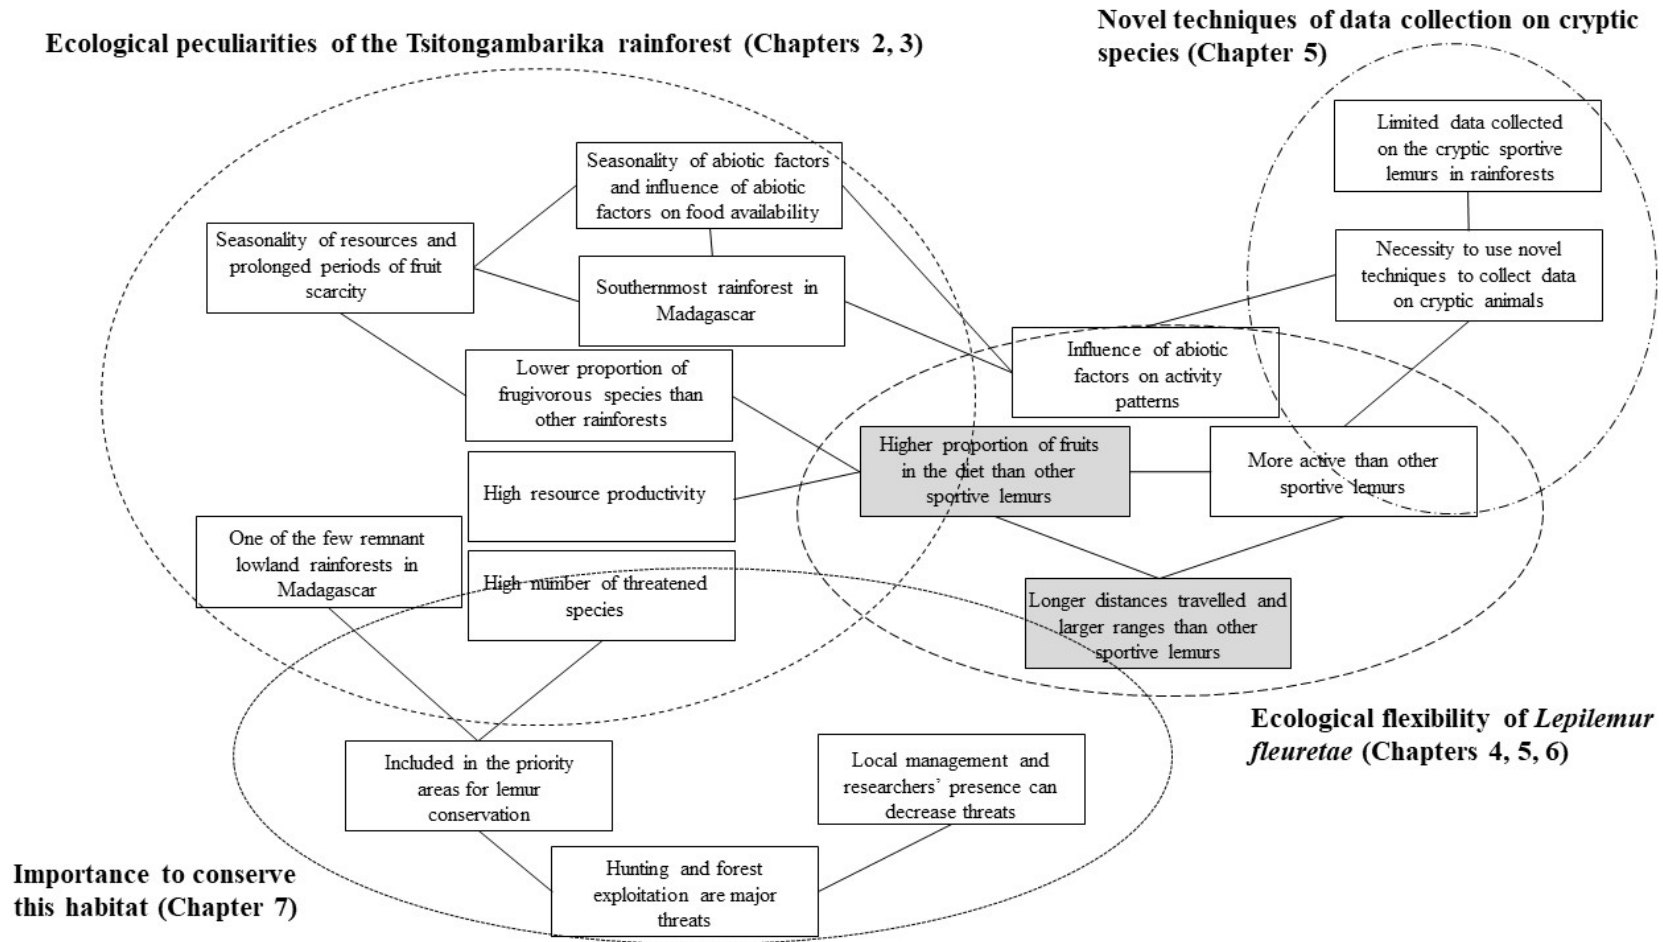 Ecological peculiarities of the Tsitongambarika rainforest (Chapters 2, 3)
Novel techniques of data collection on cryptic
species (Chapter 5)
Limited data collected
on the cryptic sportive
lemurs in rainforests
Seasonality of abiotic factors
and influence of abiotic
factors on food availability
Seasonality of resources and
prolonged periods of fruit
scarcity
Necessity to use novel
techniques to collect data
on cryptic animals
Southernmost rainforest in
Madagascar
Influence of abiotic
factors on activity
patterns
Lower proportion of
frugivorous species than
other rainforests
Higher proportion of fruits
in the diet than other
sportive lemurs
More active than other
sportive lemurs
High resource productivity
One of the few remnant
lowland rainforests in
Madagascar
High number of threatened
species
Longer distances travelled and
larger ranges than other
sportive lemurs
Ecological flexibility of Lepilemur
fleuretae (Chapters 4, 5, 6)
Included in the priority
areas for lemur
conservation
Local management and
researchers’ presence can
decrease threats
Hunting and forest
exploitation are major
threats
Importance to conserve
this habitat (Chapter 7)